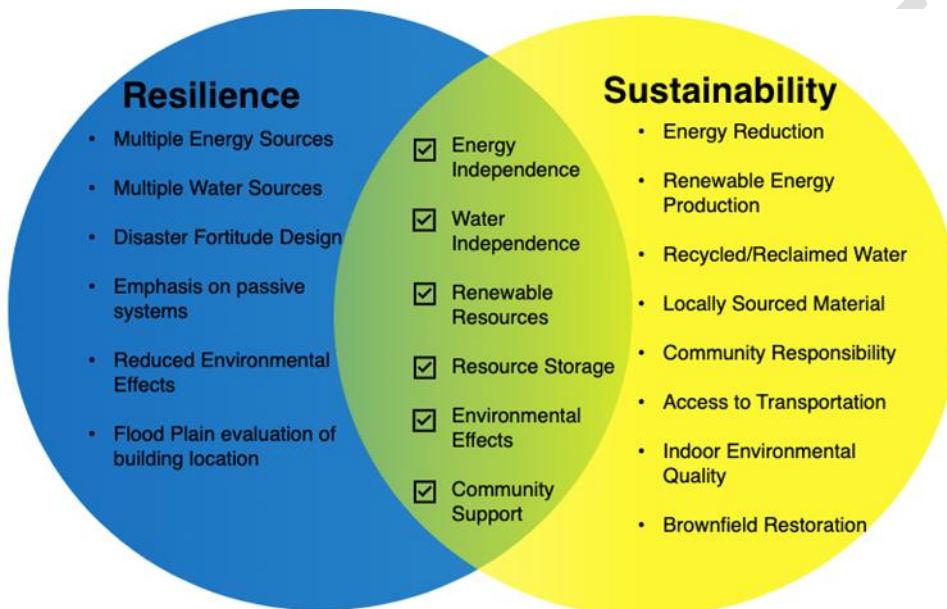 Resilience
• Multiple Energy Sources
• Multiple Water Sources
• Disaster Fortitude Design
• Emphasis on passive
systems
• Reduced Environmental
Effects
• Flood Plain evaluation of
building location
Energy
Independence
Water
Independence
Renewable
Resources
Resource Storage
Environmental
Effects
Community
Support
Sustainability
• Energy Reduction
• Renewable Energy
Production
• Recycled/Reclaimed Water
• Locally Sourced Material
• Community Responsibility
• Access to Transportation
• Indoor Environmental
Quality
• Brownfield Restoration